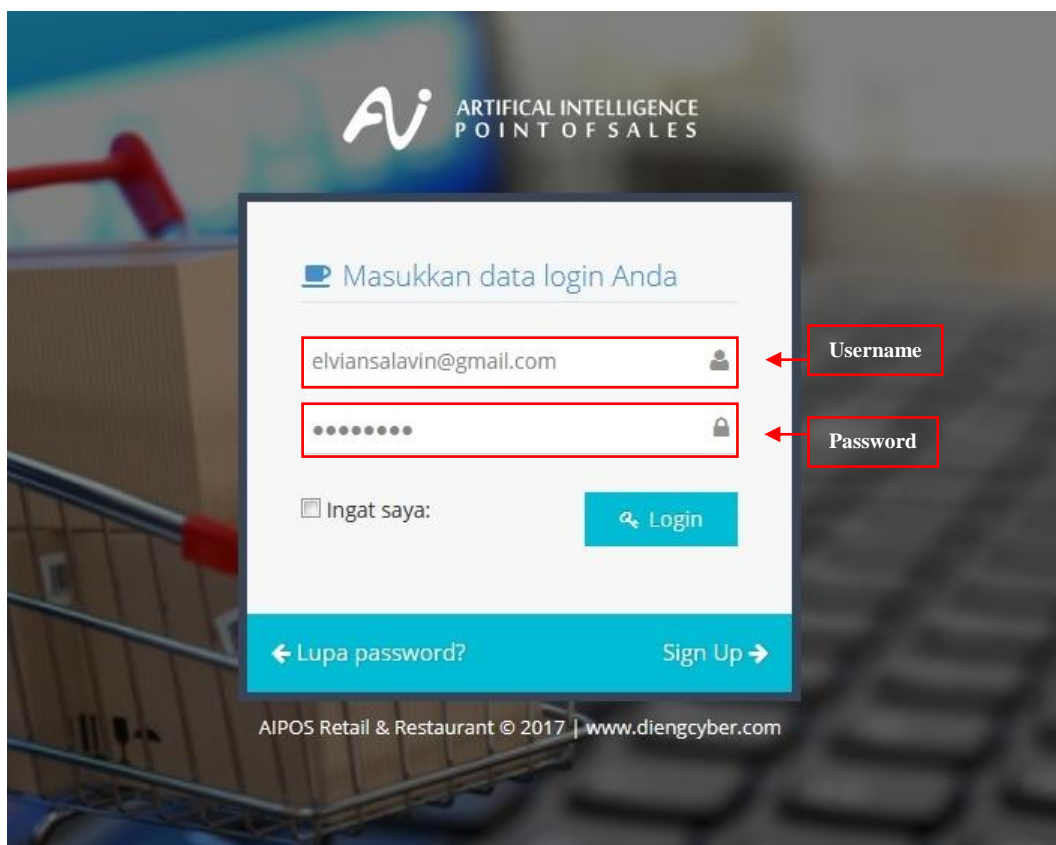 Ai
ARTIFICAL INTELLIGENCE
POINT OF SALES
Masukkan data login Anda
elviansalavin@gmail.com
Username
••••••••
Password
Ingat saya:
Login
Lupa password?
Sign Up
AIPOS Retail & Restaurant © 2017 | www.diengcyber.com